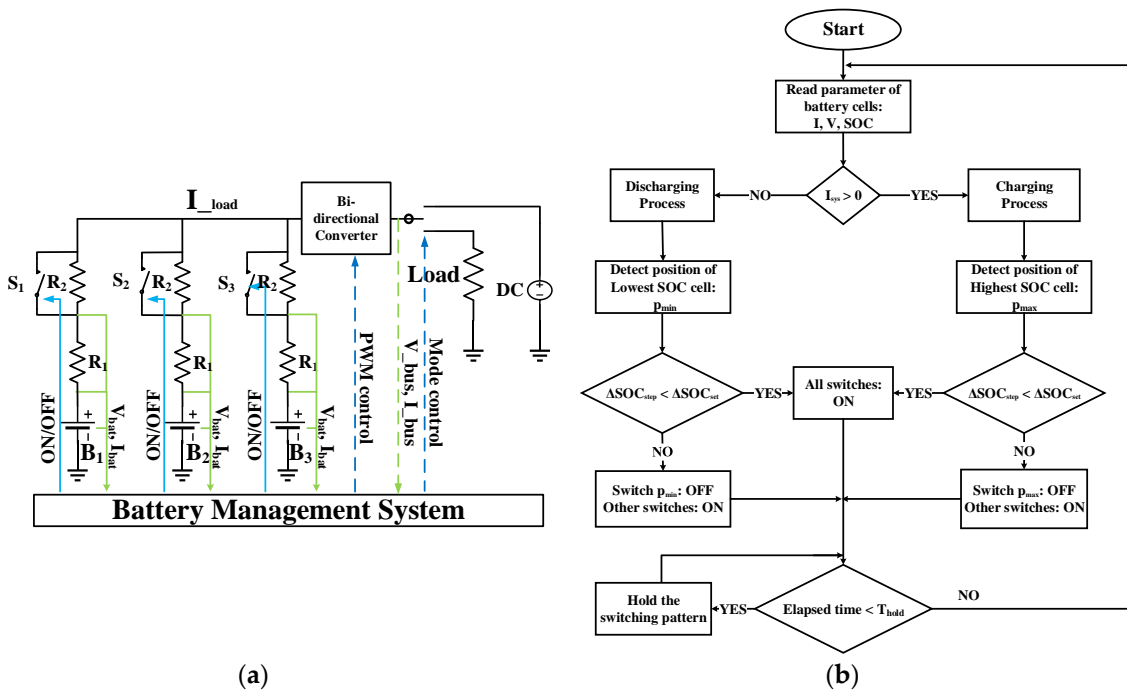 I_load
Bi-
directional
Converter
S1
R2
S2
R2
S3
R2
Load
DC
R1
R1
R1
PWM control
V_bus, I_bus
Mode control
ON/OFF
+
−
B1
Vbat, Ibat
ON/OFF
+
−
B2
Vbat, Ibat
ON/OFF
+
−
B3
Vbat, Ibat
Battery Management System
(a)
Start
Read parameter of
battery cells:
I, V, SOC
Discharging
Process
NO
Isys > 0
YES
Charging
Process
Detect position of
Lowest SOC cell:
pmin
Detect position of
Highest SOC cell:
pmax
ΔSOCstep < ΔSOCset
YES
All switches:
ON
YES
ΔSOCstep < ΔSOCset
NO
NO
Switch pmin: OFF
Other switches: ON
Switch pmax: OFF
Other switches: ON
Hold the
switching pattern
YES
Elapsed time < Thold
NO
(b)